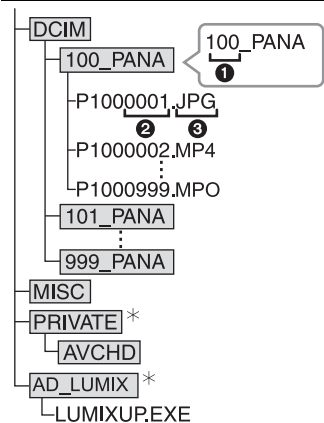 DCIM
100_PANA
100_PANA
❶
P1000001.JPG
❷ ❸
P1000002.MP4
P1000999.MPO
101_PANA
999_PANA
MISC
PRIVATE*
AVCHD
AD_LUMIX*
LUMIXUP.EXE